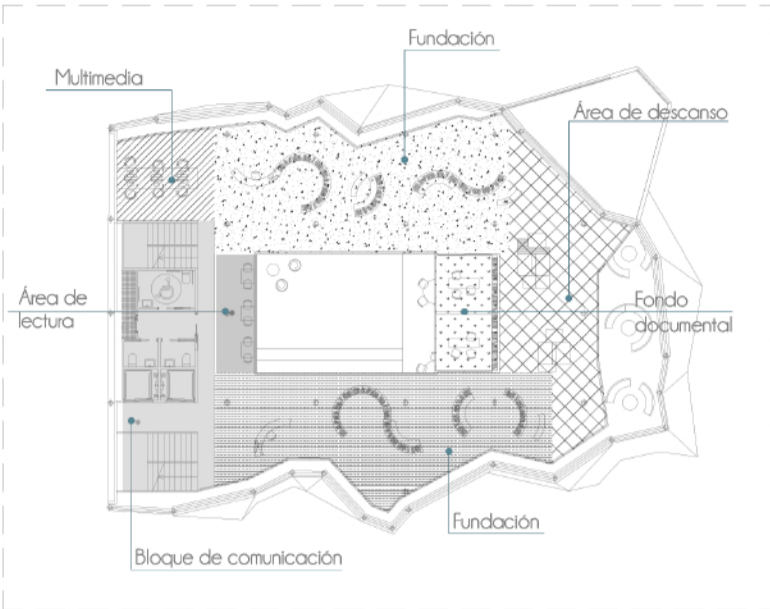 Fundación
Multimedia
Área de descanso
Área de
lectura
Fondo
documental
Fundación
Bloque de comunicación